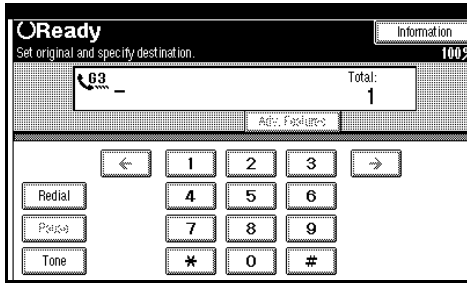 Ready
Information
Set original and specify destination.
100%
63
Total:
1
Adv. Features
← 1 2 3 →
Redial 4 5 6
Pause 7 8 9
Tone * 0 #